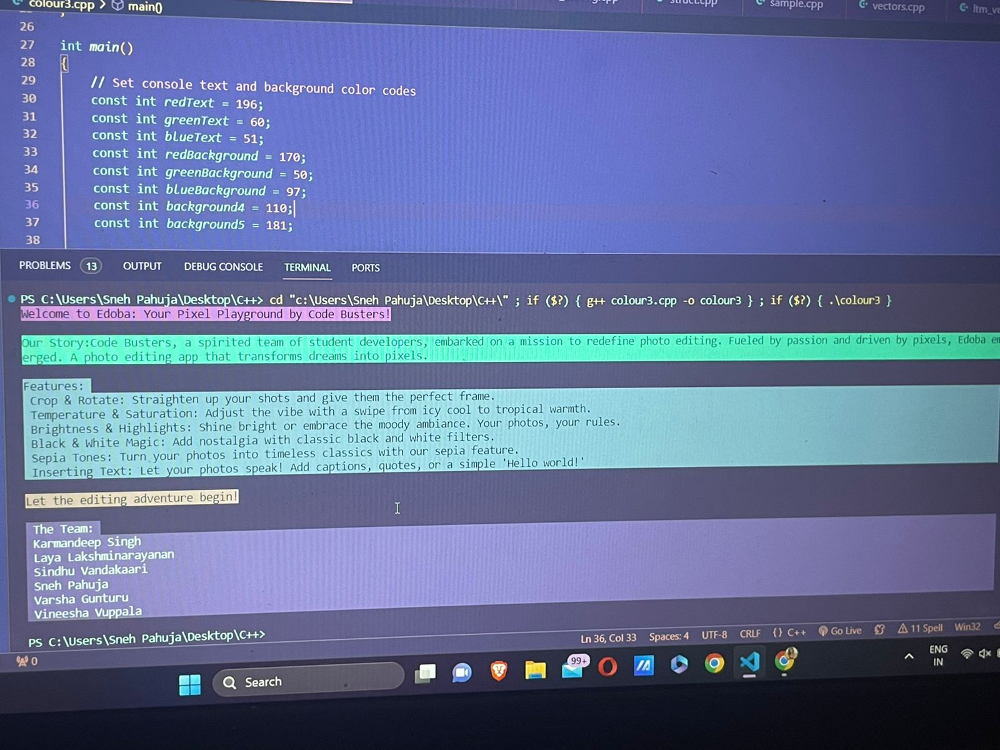 colour3.cpp > main()
struct.cpp
sample.cpp
vectors.cpp
26
27 int main()
28 {
29 // Set console text and background color codes
30 const int redText = 196;
31 const int greenText = 60;
32 const int blueText = 51;
33 const int redBackground = 170;
34 const int greenBackground = 50;
35 const int blueBackground = 97;
36 const int background4 = 110;
37 const int background5 = 181;
38
PROBLEMS 13 OUTPUT DEBUG CONSOLE TERMINAL PORTS
PS C:\Users\Sneh Pahuja\Desktop\C++> cd "c:\Users\Sneh Pahuja\Desktop\C++\" ; if ($?) { g++ colour3.cpp -o colour3 } ; if ($?) { .\colour3 }
Welcome to Edoba: Your Pixel Playground by Code Busters!
Our Story:Code Busters, a spirited team of student developers, embarked on a mission to redefine photo editing. Fueled by passion and driven by pixels, Edoba em
erged. A photo editing app that transforms dreams into pixels.
Features:
Crop & Rotate: Straighten up your shots and give them the perfect frame.
Temperature & Saturation: Adjust the vibe with a swipe from icy cool to tropical warmth.
Brightness & Highlights: Shine bright or embrace the moody ambiance. Your photos, your rules.
Black & White Magic: Add nostalgia with classic black and white filters.
Sepia Tones: Turn your photos into timeless classics with our sepia feature.
Inserting Text: Let your photos speak! Add captions, quotes, or a simple 'Hello world!'
Let the editing adventure begin!
The Team:
Karmandeep Singh
Laya Lakshminarayanan
Sindhu Vandakaari
Sneh Pahuja
Varsha Gunturu
Vineesha Vuppala
PS C:\Users\Sneh Pahuja\Desktop\C++>
0
Ln 36, Col 33 Spaces: 4 UTF-8 CRLF {} C++ Go Live 11 Spell Win32
Search
99+
ENG
IN